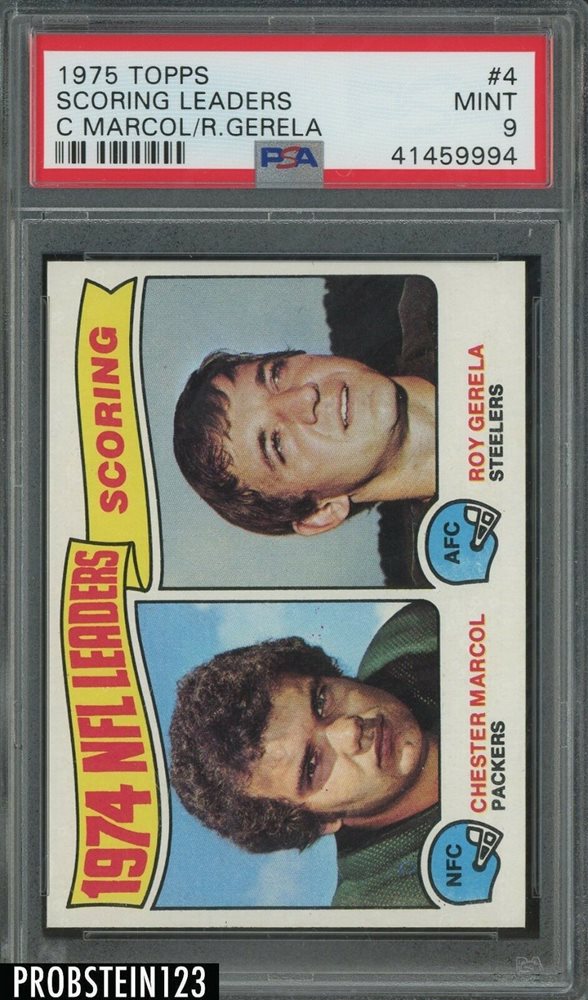 1975 TOPPS #4
SCORING LEADERS MINT
C MARCOL/R.GERELA 9
PSA 41459994
1974 NFL LEADERS SCORING
NFC
CHESTER MARCOL
PACKERS
AFC
ROY GERELA
STEELERS
PSA
PROBSTEIN123